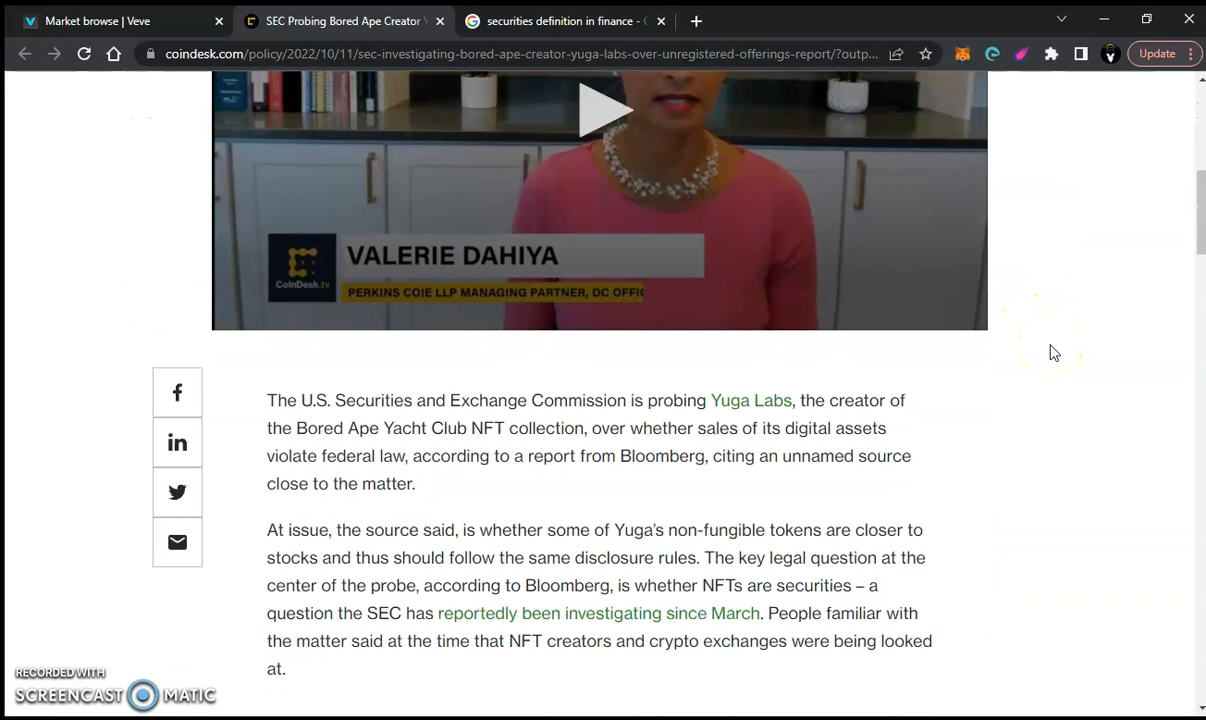 Market browse | Veve
SEC Probing Bored Ape Creator
securities definition in finance -
coindesk.com/policy/2022/10/11/sec-investigating-bored-ape-creator-yuga-labs-over-unregistered-offerings-report/?outp...
Update
VALERIE DAHIYA
CoinDesk.tv
PERKINS COIE LLP MANAGING PARTNER, DC OFFIC
The U.S. Securities and Exchange Commission is probing Yuga Labs, the creator of
the Bored Ape Yacht Club NFT collection, over whether sales of its digital assets
violate federal law, according to a report from Bloomberg, citing an unnamed source
close to the matter.
At issue, the source said, is whether some of Yuga's non-fungible tokens are closer to
stocks and thus should follow the same disclosure rules. The key legal question at the
center of the probe, according to Bloomberg, is whether NFTs are securities – a
question the SEC has reportedly been investigating since March. People familiar with
the matter said at the time that NFT creators and crypto exchanges were being looked
at.
RECORDED WITH
SCREENCAST MATIC